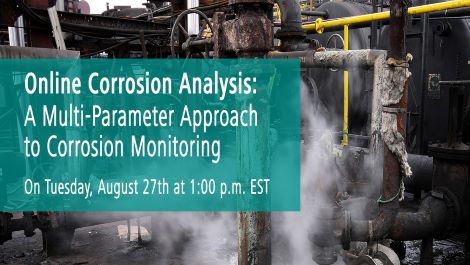 Online Corrosion Analysis:
A Multi-Parameter Approach
to Corrosion Monitoring
On Tuesday, August 27th at 1:00 p.m. EST